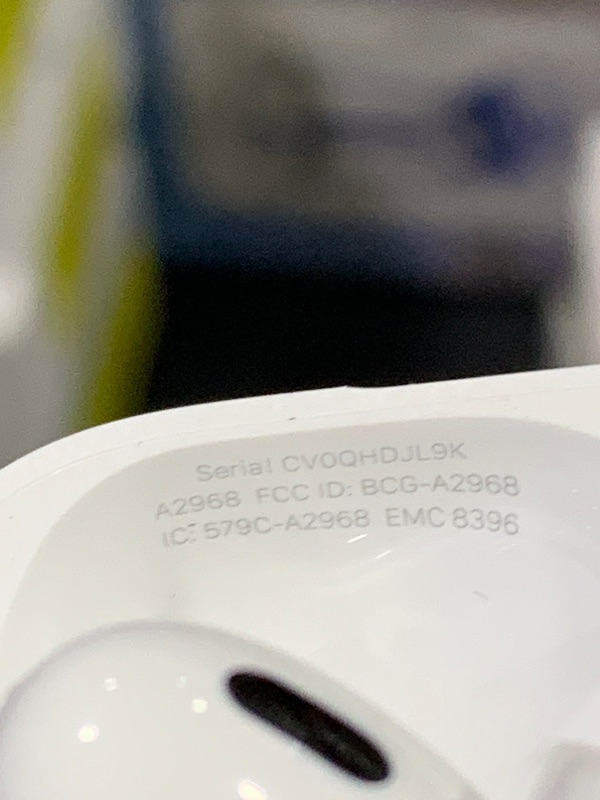 Serial CV0QHDJL9K
A2968 FCC ID: BCG-A2968
IC: 579C-A2968 EMC 8396